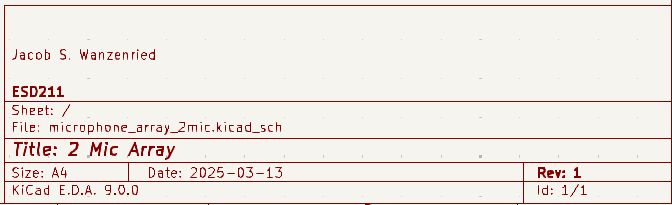 Jacob S. Wanzenried
ESD211
Sheet: /
File: microphone_array_2mic.kicad_sch
Title: 2 Mic Array
Size: A4 Date: 2025-03-13 Rev: 1
KiCad E.D.A. 9.0.0 Id: 1/1